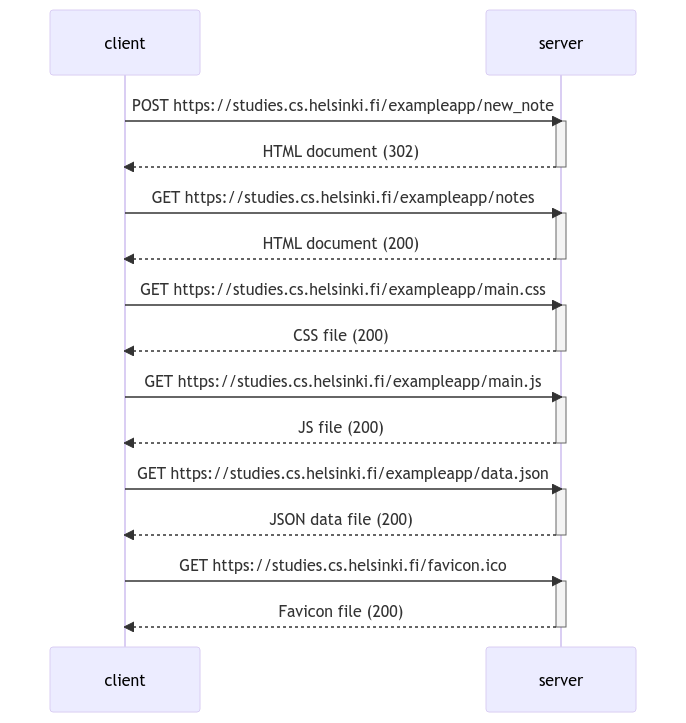 client
server
POST https://studies.cs.helsinki.fi/exampleapp/new_note
HTML document (302)
GET https://studies.cs.helsinki.fi/exampleapp/notes
HTML document (200)
GET https://studies.cs.helsinki.fi/exampleapp/main.css
CSS file (200)
GET https://studies.cs.helsinki.fi/exampleapp/main.js
JS file (200)
GET https://studies.cs.helsinki.fi/exampleapp/data.json
JSON data file (200)
GET https://studies.cs.helsinki.fi/favicon.ico
Favicon file (200)
client
server